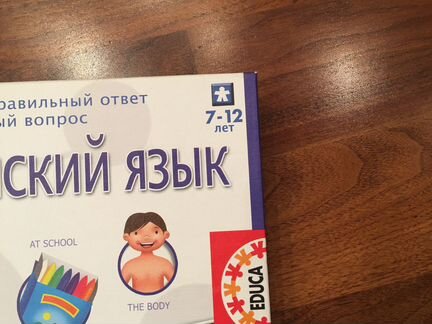 равильный ответ
ый вопрос
7-12
лет
ский язык
AT SCHOOL
THE BODY
EDUCA